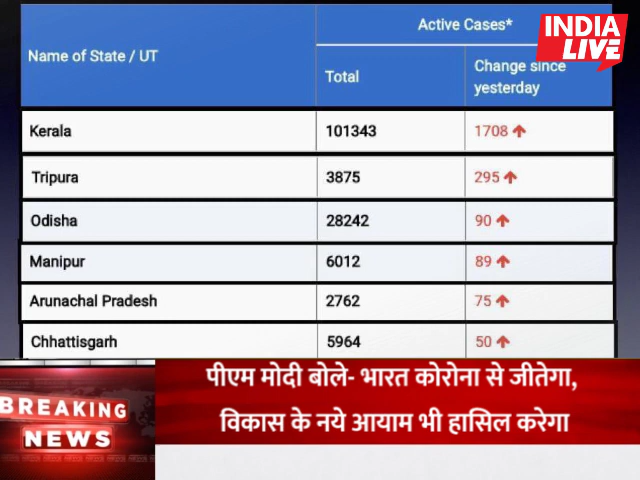 Active Cases*
INDIA
LIVE
Name of State / UT
Total
Change since
yesterday
Kerala 101343 1708
Tripura 3875 295
Odisha 28242 90
Manipur 6012 89
Arunachal Pradesh 2762 75
Chhattisgarh 5964 50
पीएम मोदी बोले- भारत कोरोना से जीतेगा,
विकास के नये आयाम भी हासिल करेगा
BREAKING
NEWS